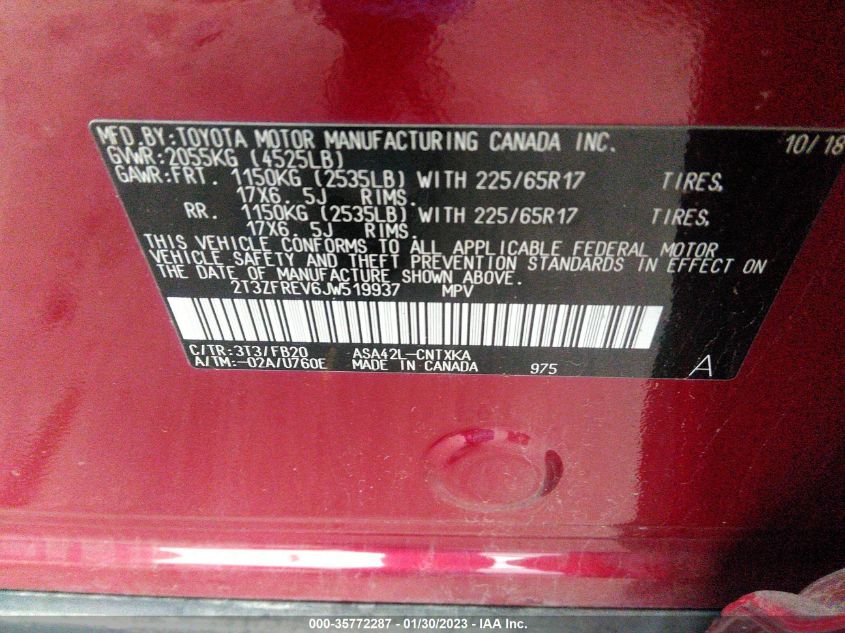 MFD.BY:TOYOTA MOTOR MANUFACTURING CANADA INC. 10/18
GVWR:2055KG (4525LB)
GAWR:FRT. 1150KG (2535LB) WITH 225/65R17 TIRES,
17X6.5J RIMS.
RR. 1150KG (2535LB) WITH 225/65R17 TIRES,
17X6.5J RIMS.
THIS VEHICLE CONFORMS TO ALL APPLICABLE FEDERAL MOTOR
VEHICLE SAFETY AND THEFT PREVENTION STANDARDS IN EFFECT ON
THE DATE OF MANUFACTURE SHOWN ABOVE.
2T3ZFREV6JW519937 MPV
C/TR:3T3/FB20 ASA42L-CNTXKA
A/TM:-02A/U760E MADE IN CANADA 975 A
000-35772287 - 01/30/2023 - IAA Inc.